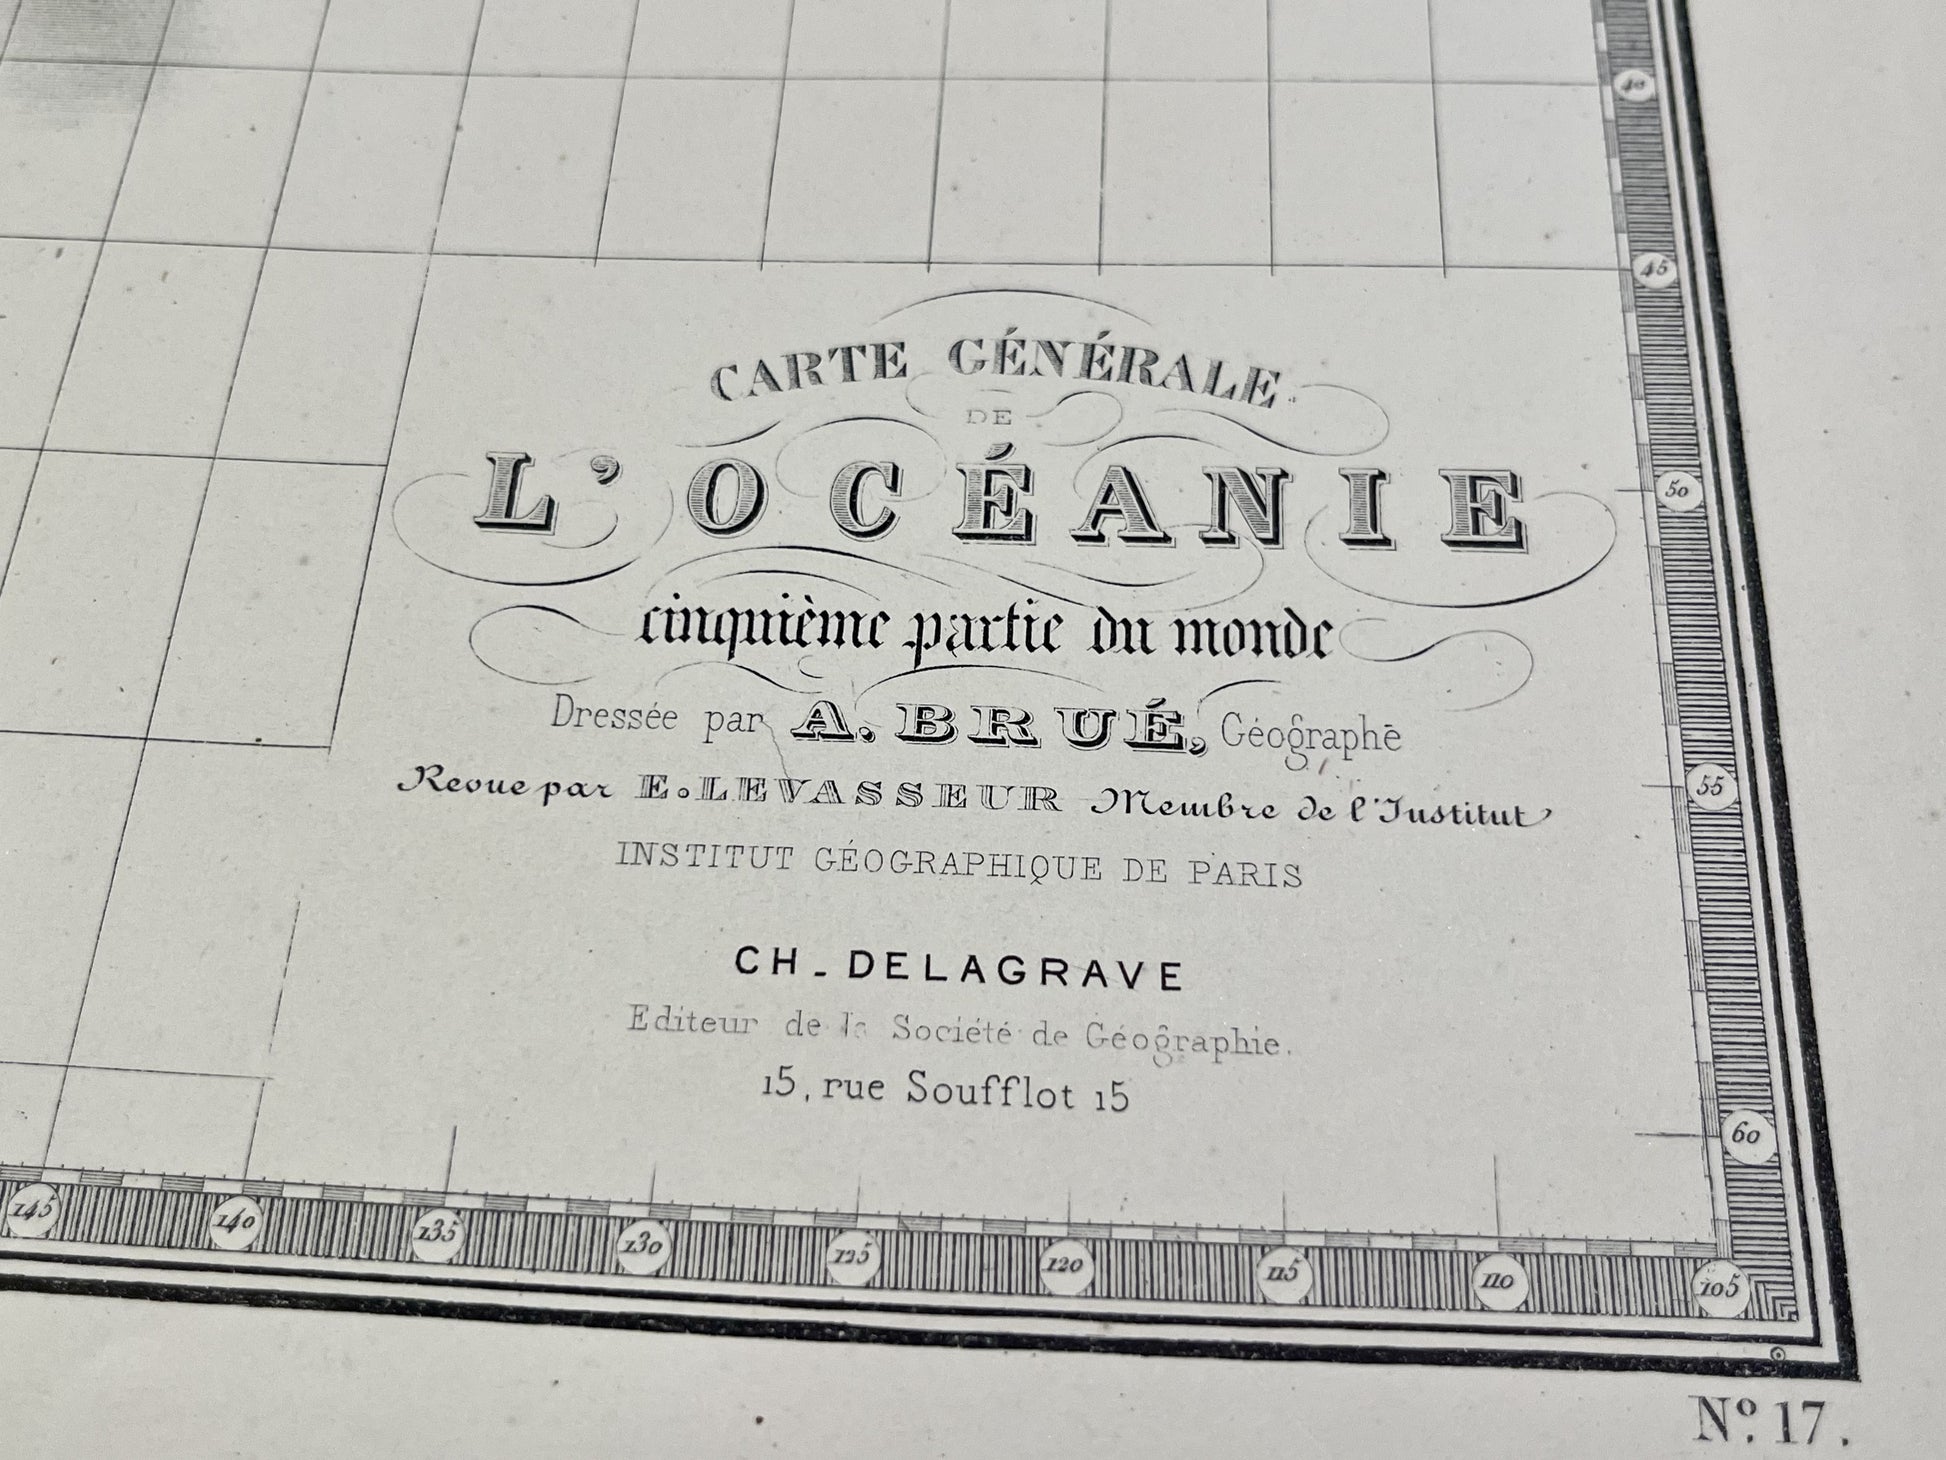 40
45
CARTE GÉNÉRALE
DE
L'OCÉANIE
50
cinquième partie du monde
Dressée par A. BRUÉ, Géographe
Revue par E. LEVASSEUR Membre de l'Institut
55
INSTITUT GÉOGRAPHIQUE DE PARIS
CH_DELAGRAVE
Editeur de la Société de Géographie.
15, rue Soufflot 15
60
145 140 135 130 125 120 115 110 105
Nº. 17.